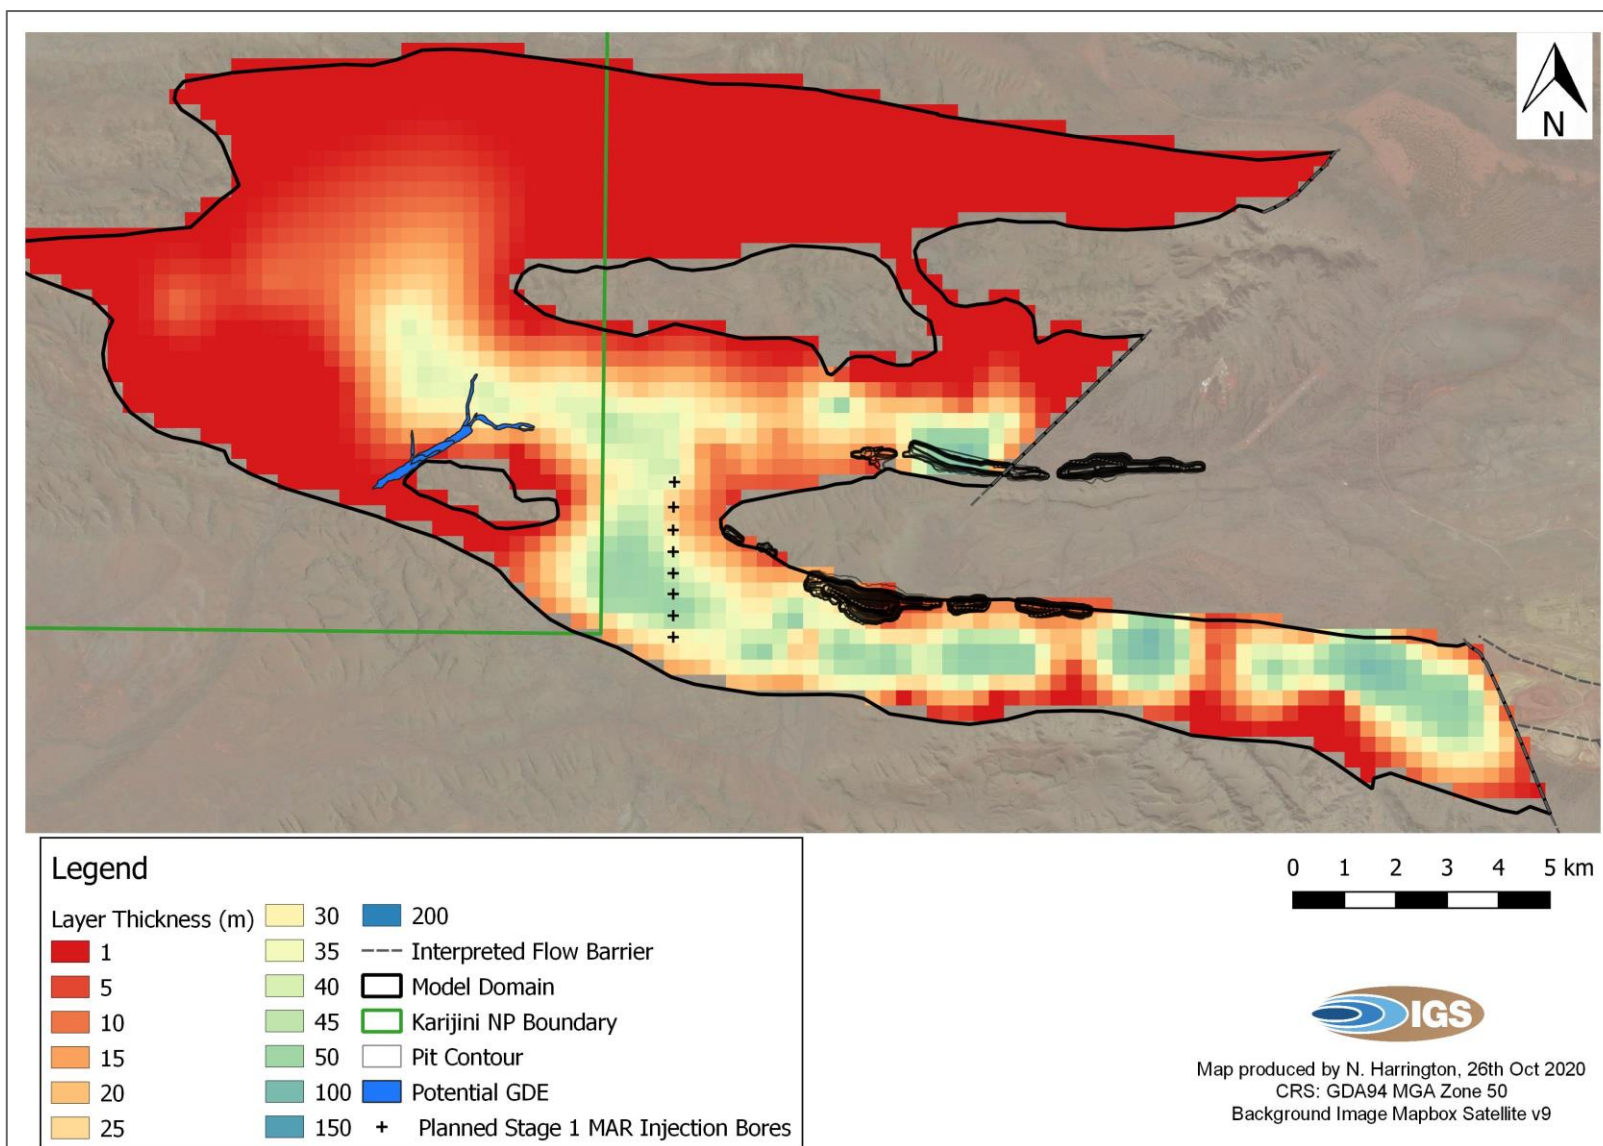 N
Legend
Layer Thickness (m)
1
5
10
15
20
25
30
35
40
45
50
100
150
200
Interpreted Flow Barrier
Model Domain
Karijini NP Boundary
Pit Contour
Potential GDE
Planned Stage 1 MAR Injection Bores
0 1 2 3 4 5 km
IGS
Map produced by N. Harrington, 26th Oct 2020
CRS: GDA94 MGA Zone 50
Background Image Mapbox Satellite v9